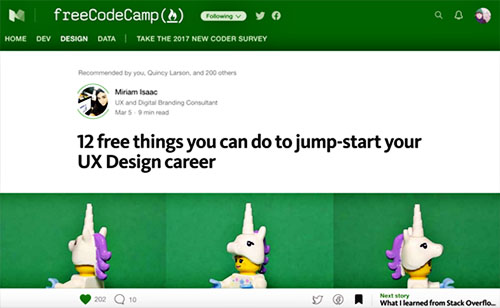 freeCodeCamp(🔥)
Following
HOME DEV DESIGN DATA TAKE THE 2017 NEW CODER SURVEY
Recommended by you, Quincy Larson, and 200 others
Miriam Isaac
UX and Digital Branding Consultant
Mar 5 · 9 min read
12 free things you can do to jump-start your
UX Design career
202 10
Next story
What I learned from Stack Overflo...